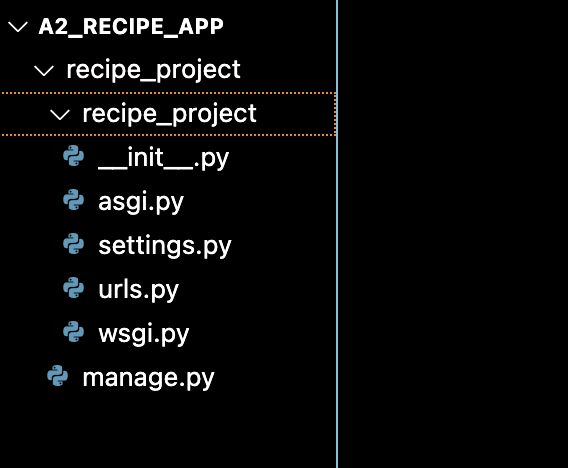 A2_RECIPE_APP
recipe_project
recipe_project
__init__.py
asgi.py
settings.py
urls.py
wsgi.py
manage.py